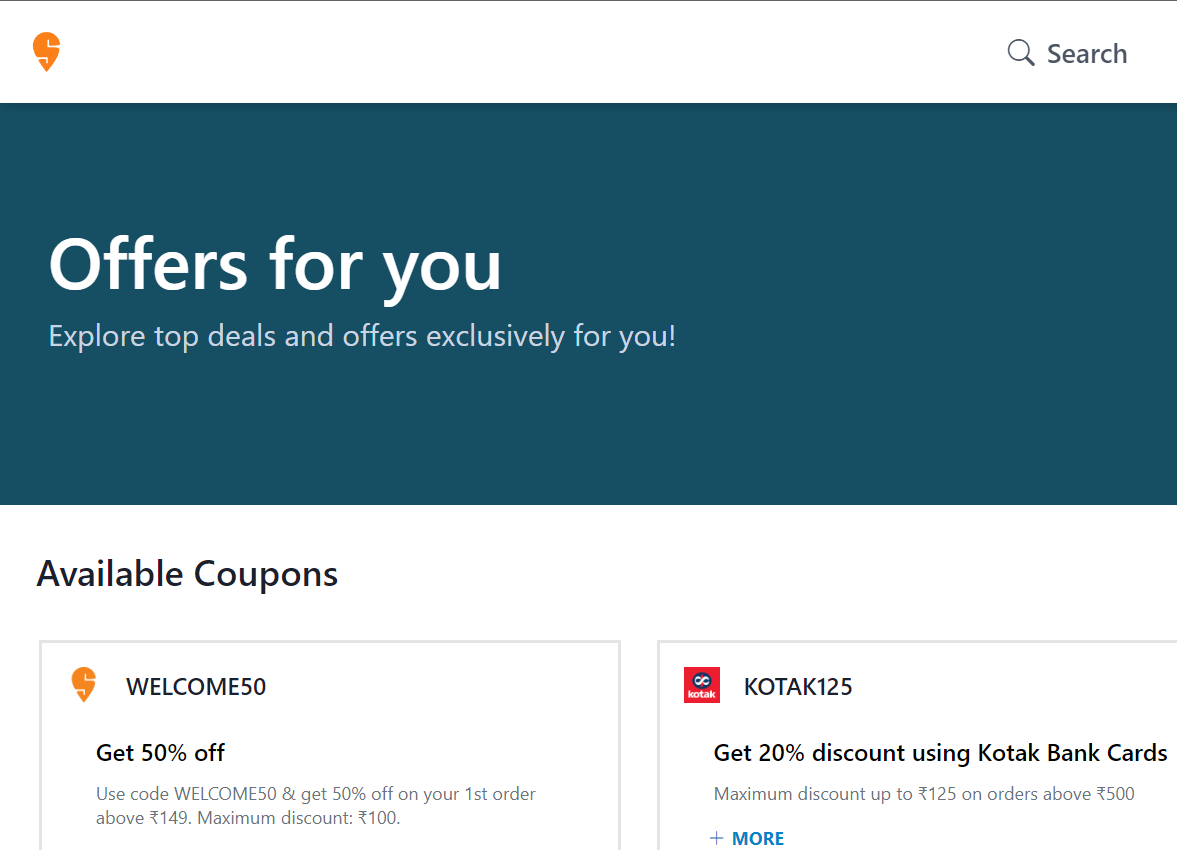 Search
Offers for you
Explore top deals and offers exclusively for you!
Available Coupons
WELCOME50
Get 50% off
Use code WELCOME50 & get 50% off on your 1st order
above ₹149. Maximum discount: ₹100.
kotak
KOTAK125
Get 20% discount using Kotak Bank Cards
Maximum discount up to ₹125 on orders above ₹500
+ MORE